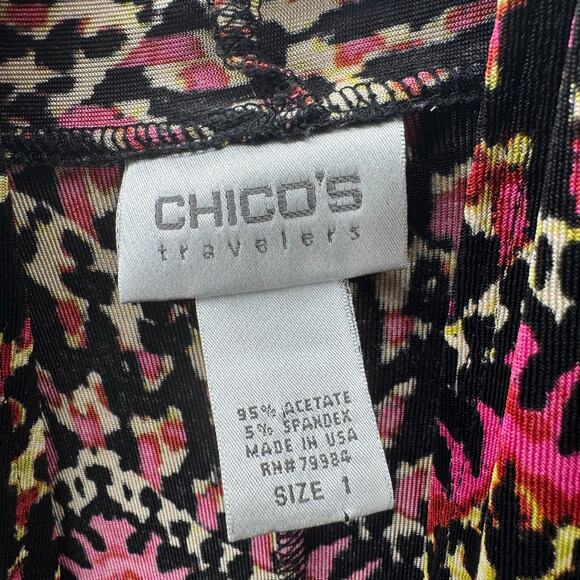 CHICO'S
travelers
95% ACETATE
5% SPANDEX
MADE IN USA
RN# 79984
SIZE 1